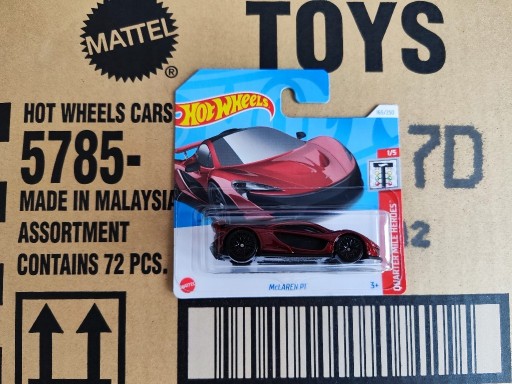 MATTEL
®
TOYS
HOT WHEELS CARS
5785-
7D
MADE IN MALAYSIA
ASSORTMENT
CONTAINS 72 PCS.
Hot Wheels
1/5
QUARTER MILE HEROES
McLAREN P1
MATTEL
3+